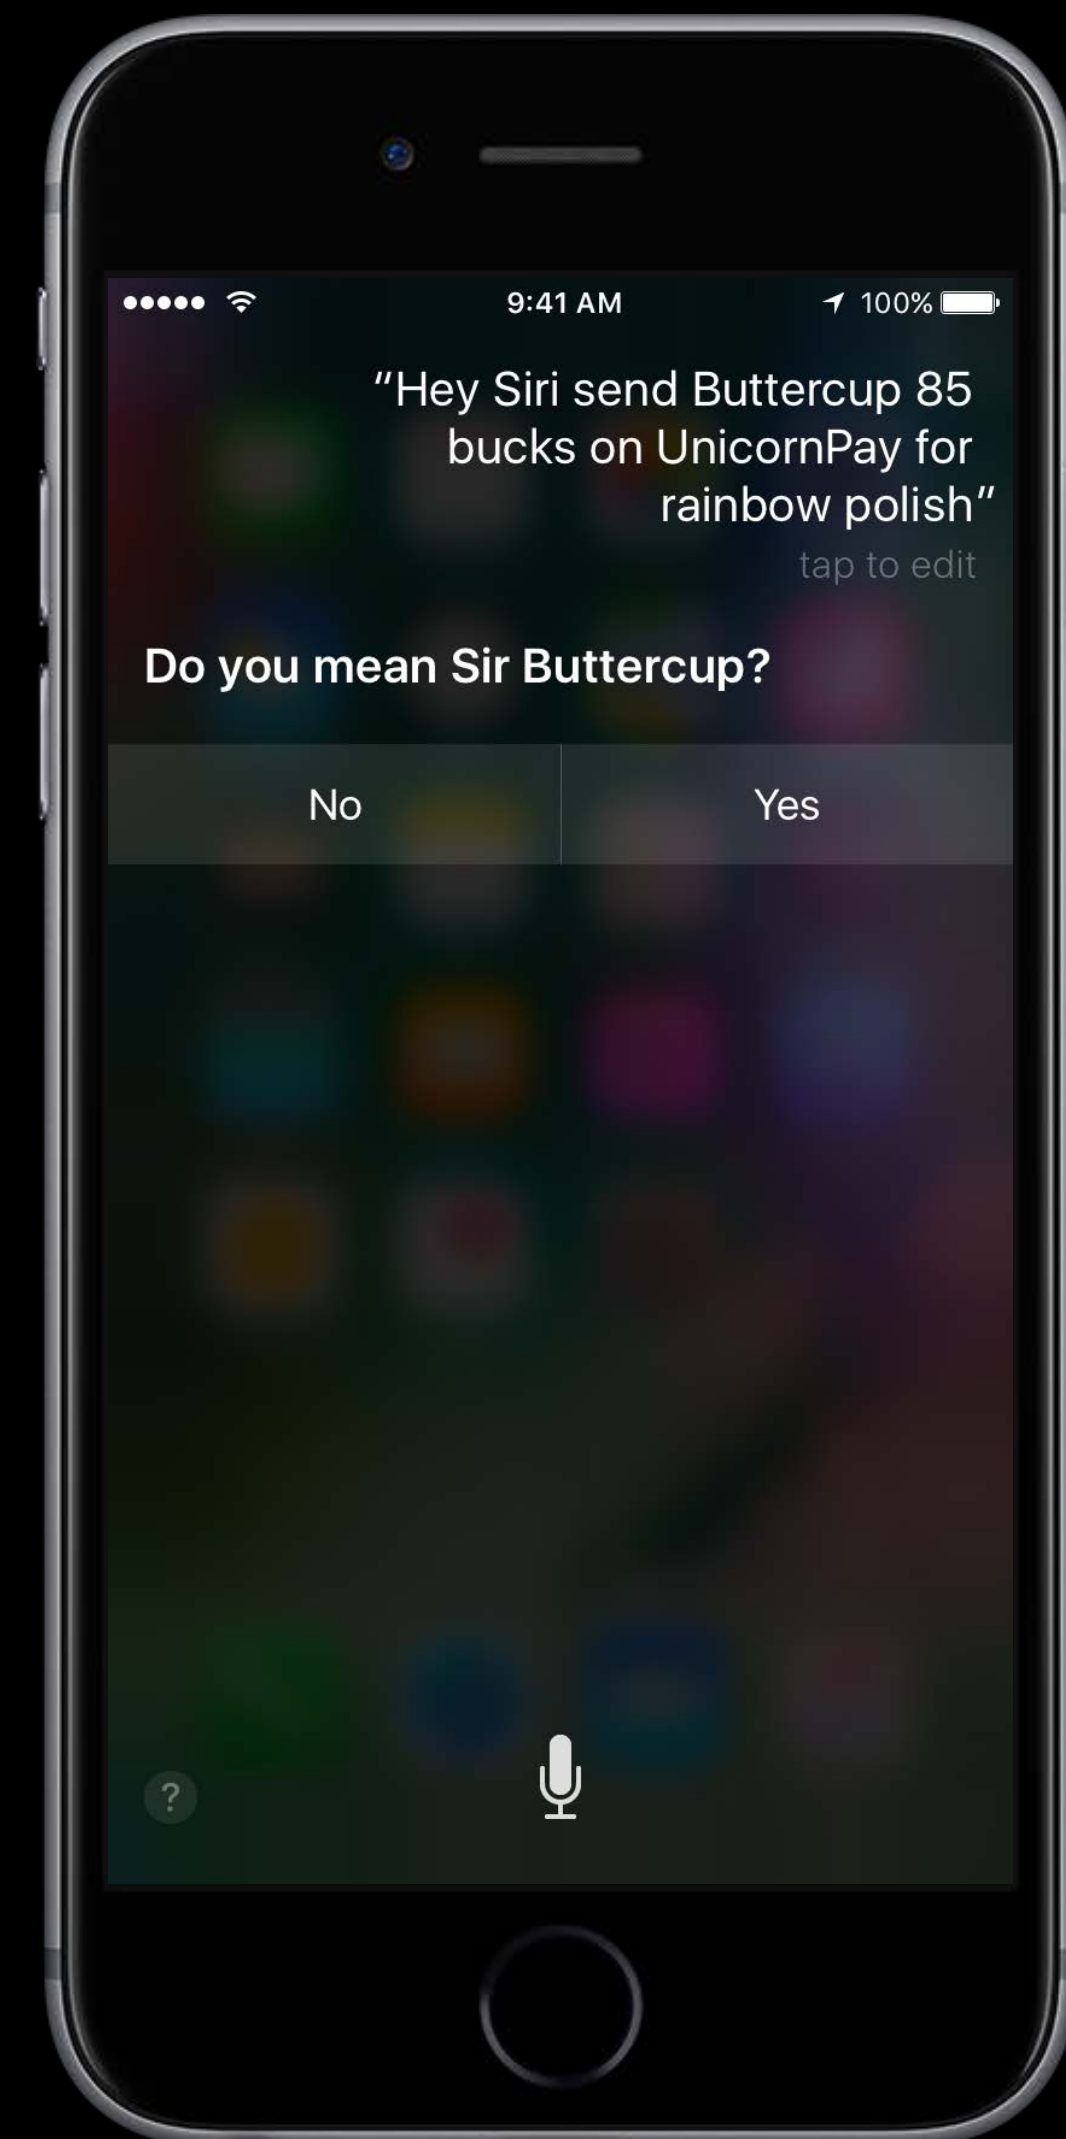 9:41 AM
100%
“Hey Siri send Buttercup 85
bucks on UnicornPay for
rainbow polish”
tap to edit
Do you mean Sir Buttercup?
No
Yes
?